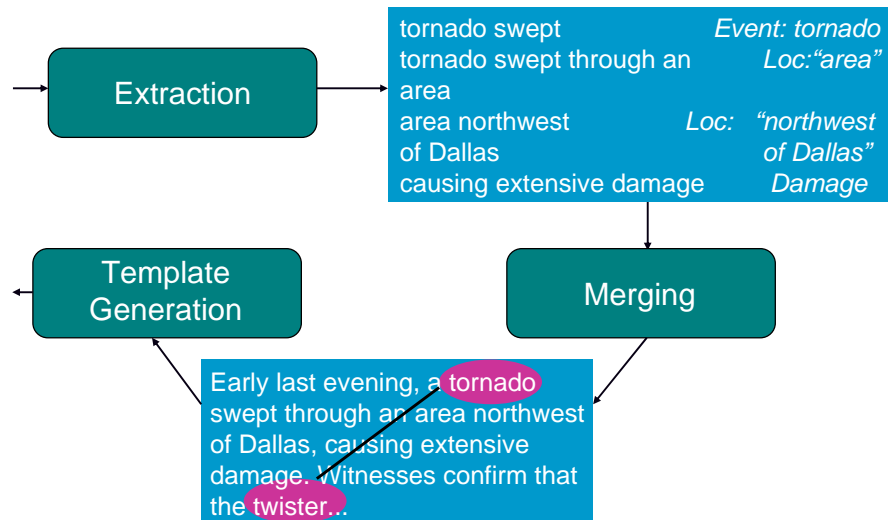 Extraction
tornado swept Event: tornado
tornado swept through an Loc:“area”
area
area northwest Loc: “northwest
of Dallas of Dallas”
causing extensive damage Damage
Template
Generation
Merging
Early last evening, a tornado
swept through an area northwest
of Dallas, causing extensive
damage. Witnesses confirm that
the twister...